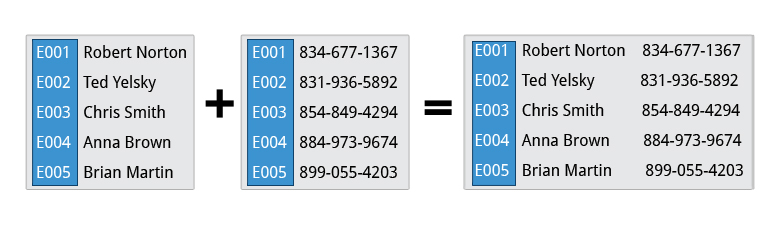 E001 Robert Norton
E002 Ted Yelsky
E003 Chris Smith
E004 Anna Brown
E005 Brian Martin
+
E001 834-677-1367
E002 831-936-5892
E003 854-849-4294
E004 884-973-9674
E005 899-055-4203
=
E001 Robert Norton 834-677-1367
E002 Ted Yelsky 831-936-5892
E003 Chris Smith 854-849-4294
E004 Anna Brown 884-973-9674
E005 Brian Martin 899-055-4203